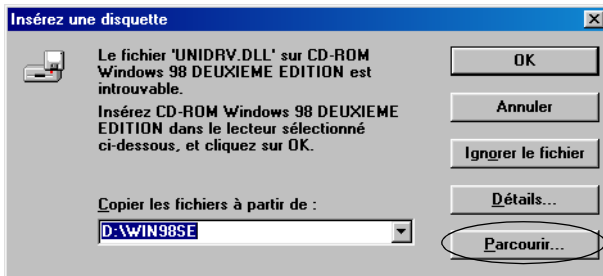 Insérez une disquette
Le fichier 'UNIDRV.DLL' sur CD-ROM
Windows 98 DEUXIEME EDITION est
introuvable.
Insérez CD-ROM Windows 98 DEUXIEME
EDITION dans le lecteur sélectionné
ci-dessous, et cliquez sur OK.
Copier les fichiers à partir de :
D:\WIN98SE
OK
Annuler
Ignorer le fichier
Détails...
Parcourir...